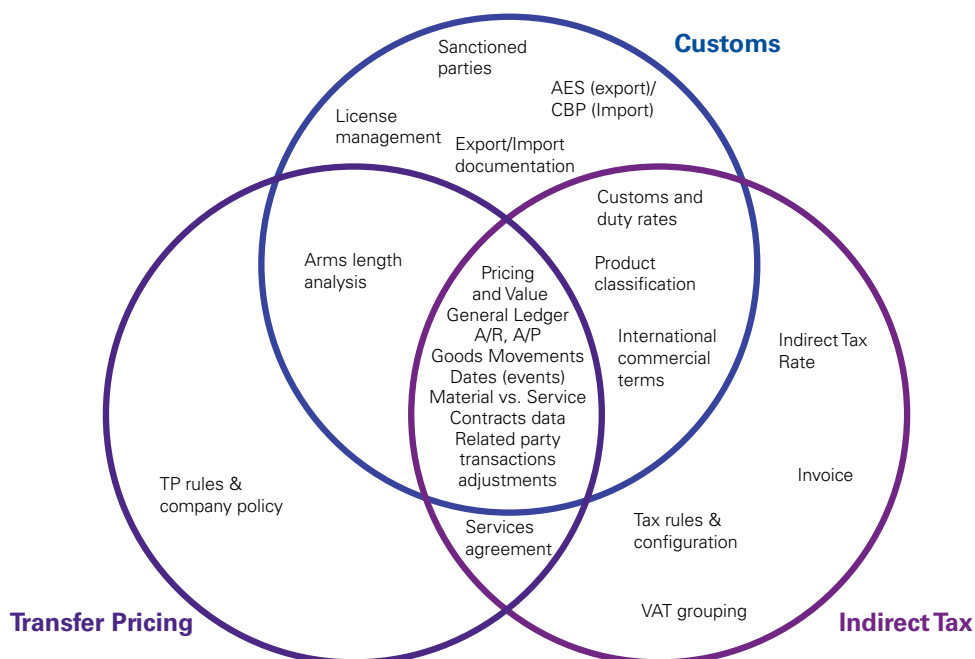 Customs
Sanctioned
parties
AES (export)/
CBP (Import)
License
management
Export/Import
documentation
Customs and
duty rates
Arms length
analysis
Product
classification
Pricing
and Value
General Ledger
A/R, A/P
Goods Movements
Dates (events)
Material vs. Service
Contracts data
Related party
transactions
adjustments
International
commercial
terms
Indirect Tax
Rate
TP rules &
company policy
Invoice
Services
agreement
Tax rules &
configuration
VAT grouping
Transfer Pricing
Indirect Tax